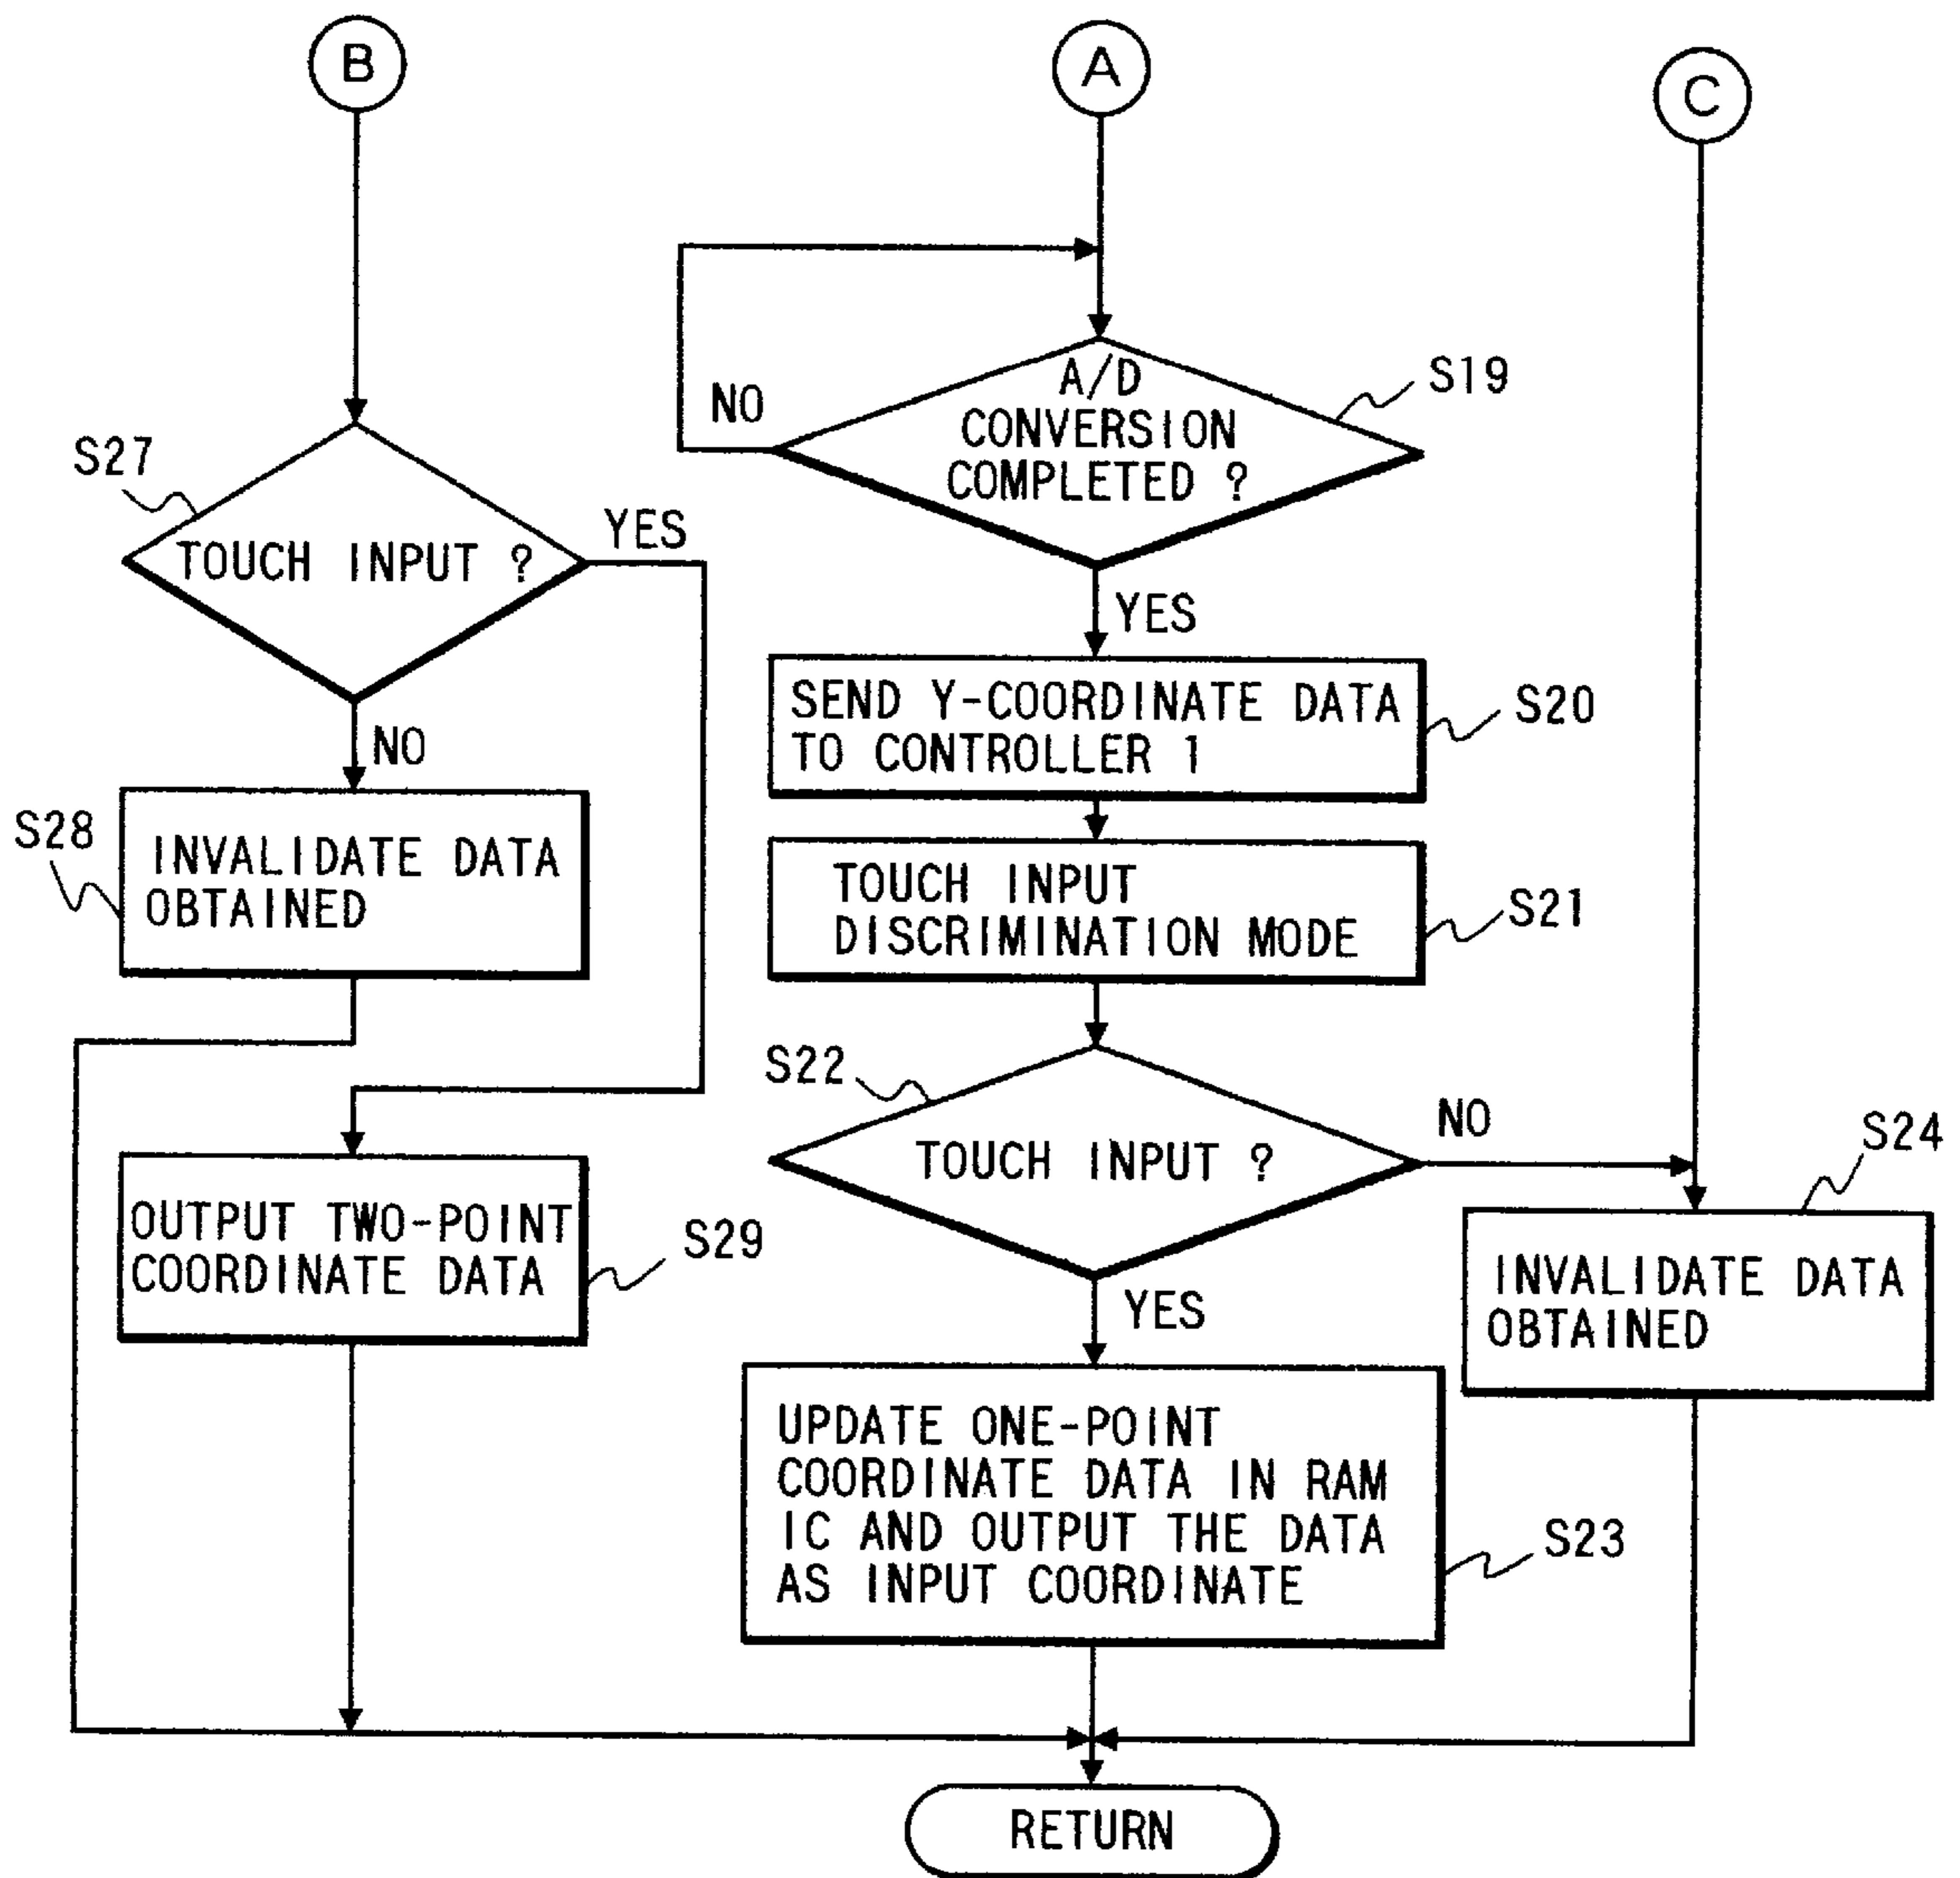 B
A
C
A/D
CONVERSION
COMPLETED ?
S19
NO
S27
TOUCH INPUT ?
YES
YES
NO
SEND Y-COORDINATE DATA
TO CONTROLLER 1
S20
S28
INVALIDATE DATA
OBTAINED
TOUCH INPUT
DISCRIMINATION MODE
S21
S22
TOUCH INPUT ?
NO
S24
OUTPUT TWO-POINT
COORDINATE DATA
S29
YES
INVALIDATE DATA
OBTAINED
UPDATE ONE-POINT
COORDINATE DATA IN RAM
1C AND OUTPUT THE DATA
AS INPUT COORDINATE
S23
RETURN